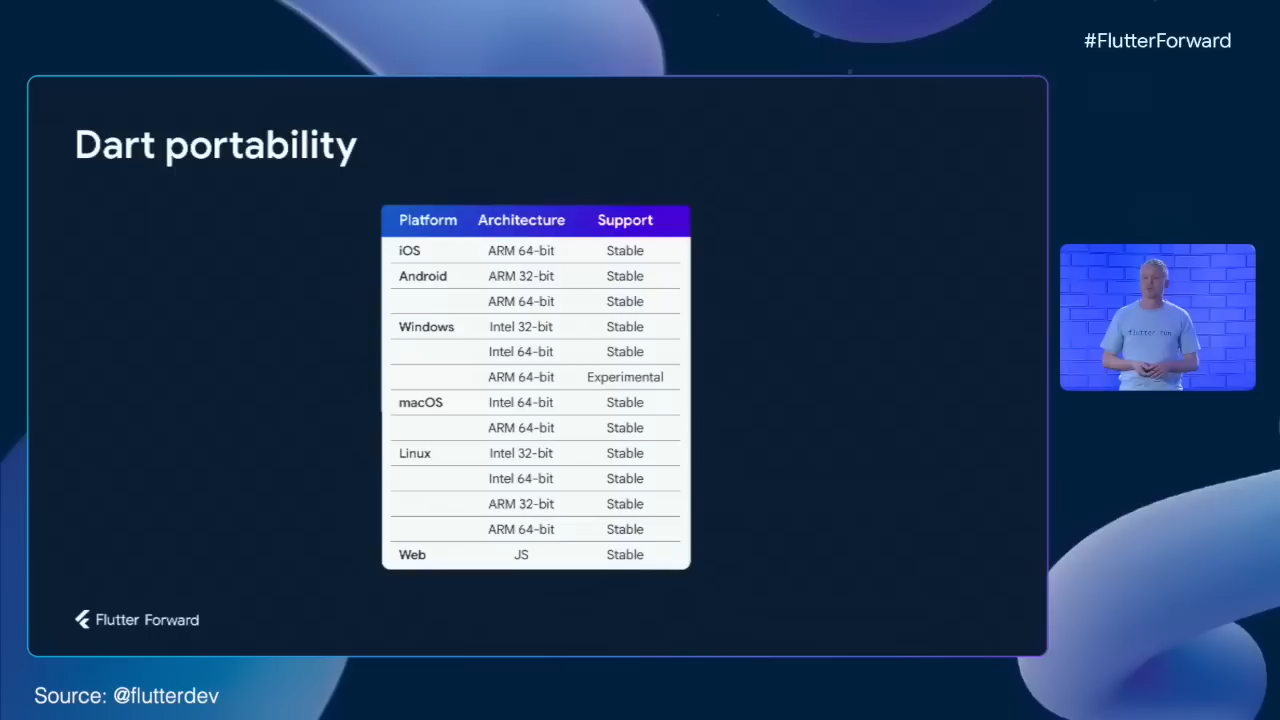 #FlutterForward
Dart portability
Platform Architecture Support
iOS ARM 64-bit Stable
Android ARM 32-bit Stable
ARM 64-bit Stable
Windows Intel 32-bit Stable
Intel 64-bit Stable
ARM 64-bit Experimental
macOS Intel 64-bit Stable
ARM 64-bit Stable
Linux Intel 32-bit Stable
Intel 64-bit Stable
ARM 32-bit Stable
ARM 64-bit Stable
Web JS Stable
flutter run
Flutter Forward
Source: @flutterdev